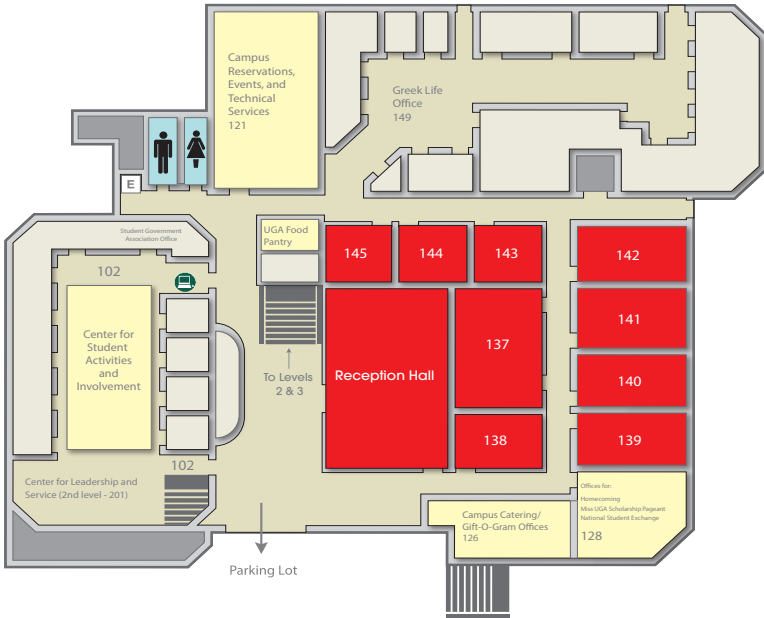 Campus
Reservations,
Events, and
Technical
Services
121
Greek Life
Office
149
E
Student Government
Association Office
102
UGA Food
Pantry
145
144
143
142
Center for
Student
Activities
and
Involvement
141
137
To Levels
2 & 3
Reception Hall
140
138
139
102
Center for Leadership and
Service (2nd level - 201)
Offices for:
Homecoming
Miss UGA Scholarship Pageant
National Student Exchange
128
Campus Catering/
Gift-O-Gram Offices
126
Parking Lot